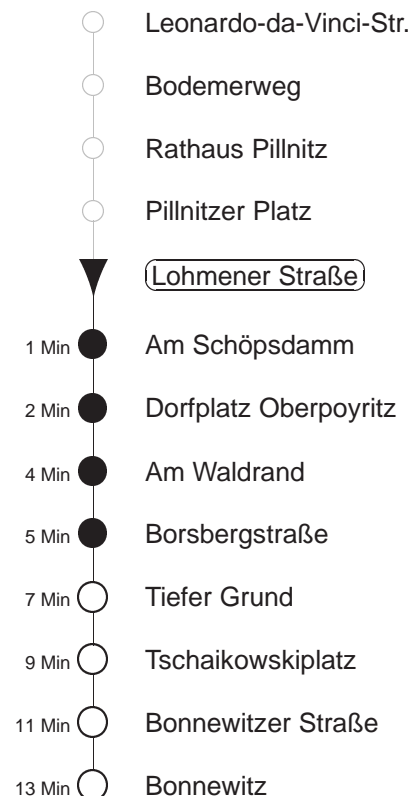 Leonardo-da-Vinci-Str.
Bodemerweg
Rathaus Pillnitz
Pillnitzer Platz
Lohmener Straße
1 Min Am Schöpsdamm
2 Min Dorfplatz Oberpoyritz
4 Min Am Waldrand
5 Min Borsbergstraße
7 Min Tiefer Grund
9 Min Tschaikowskiplatz
11 Min Bonnewitzer Straße
13 Min Bonnewitz